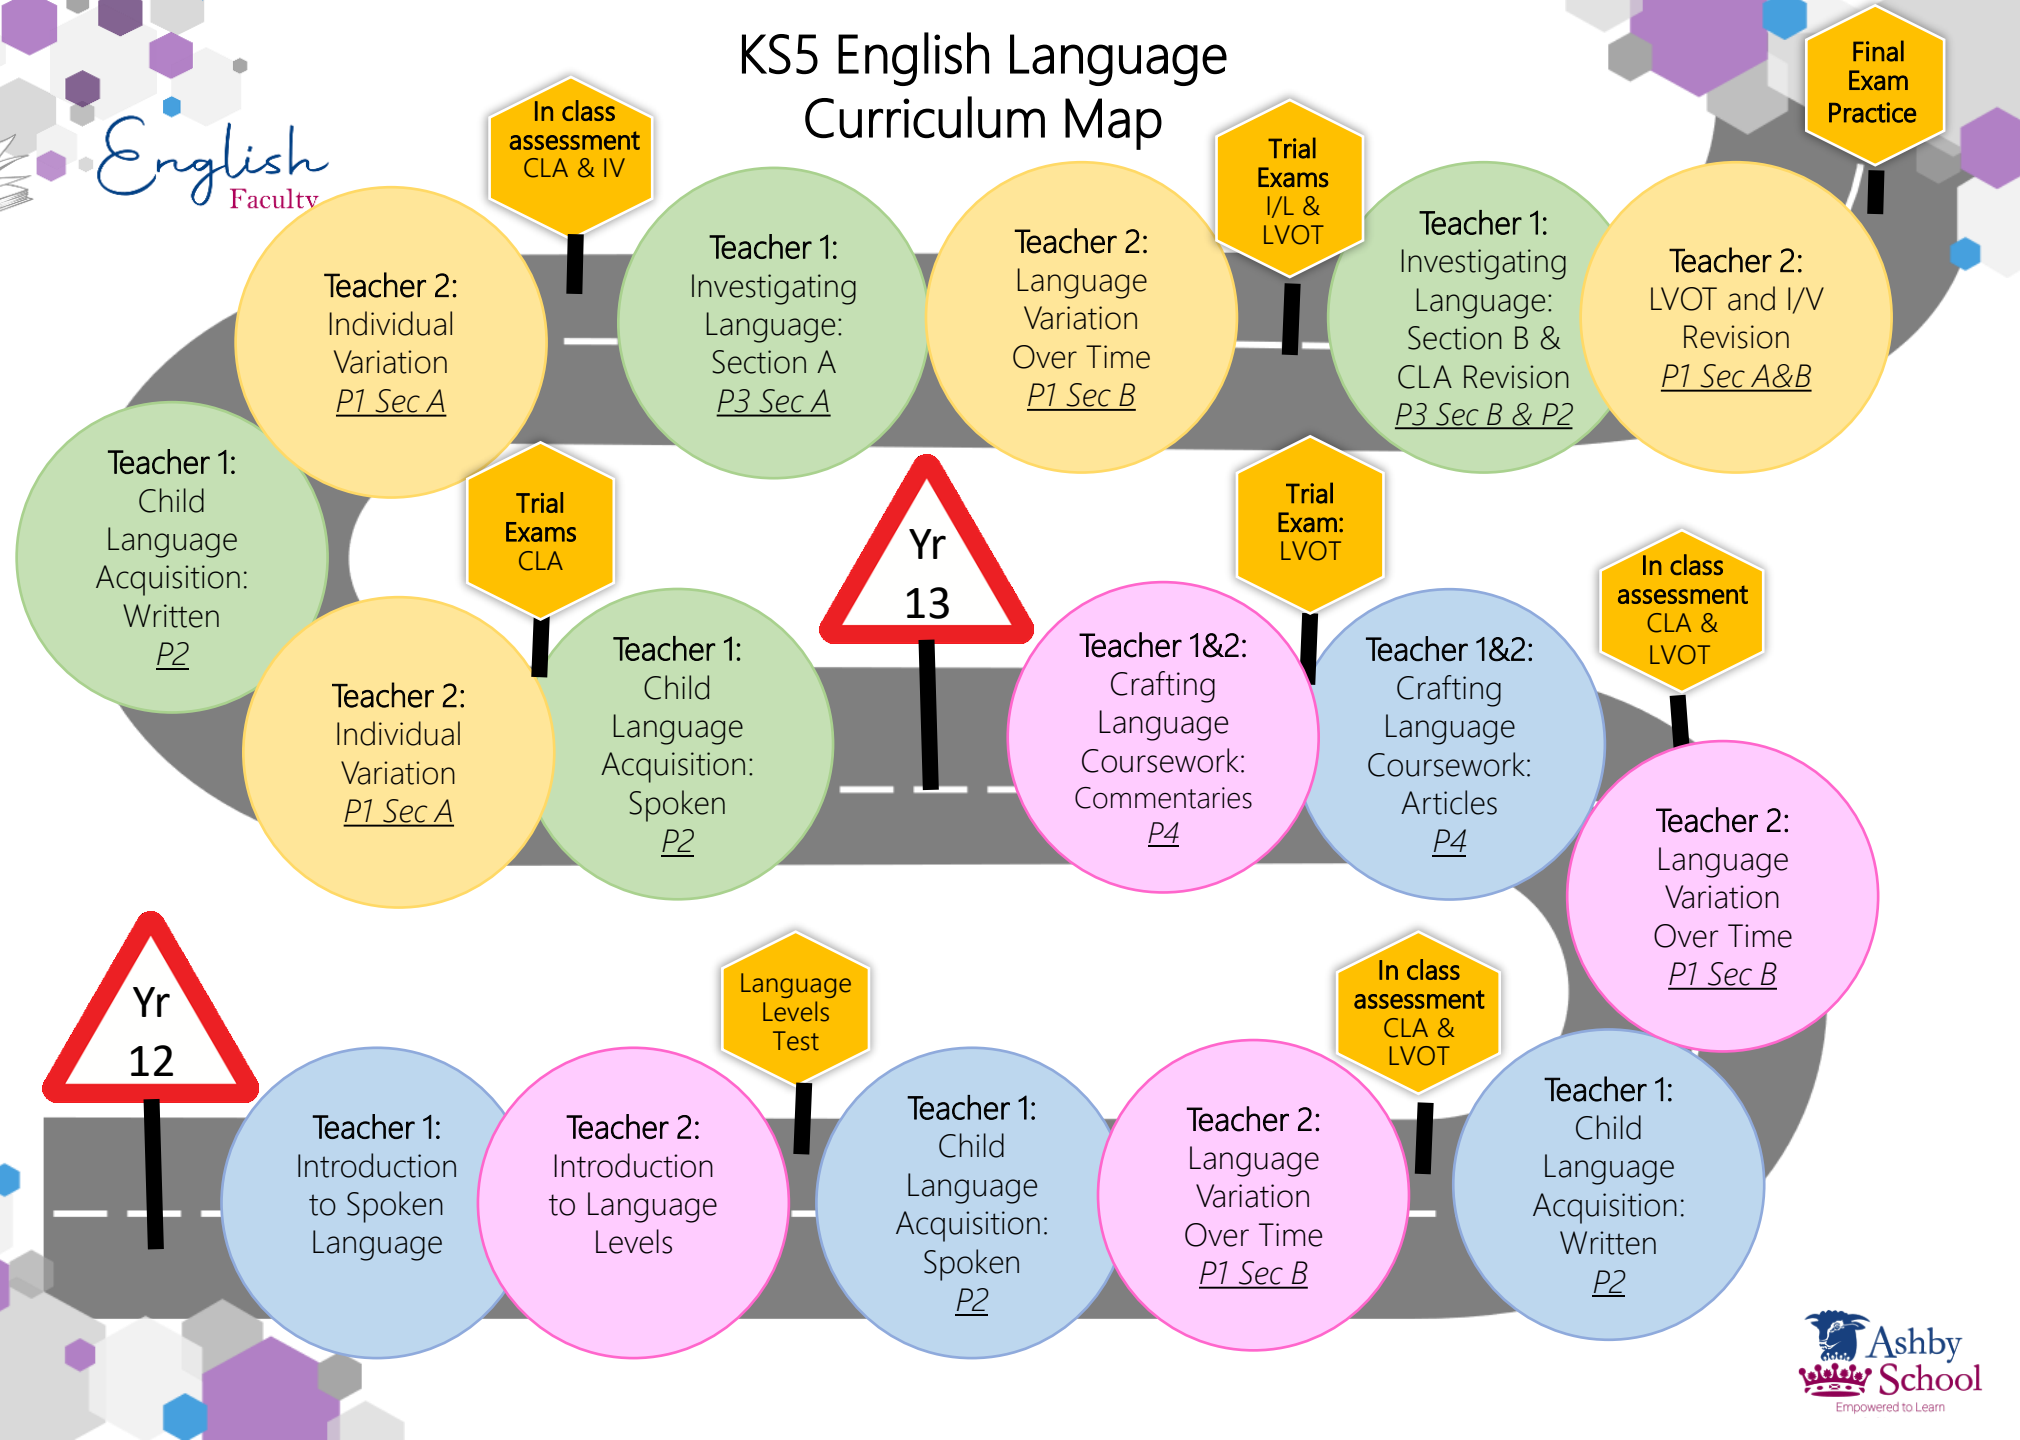 KS5 English Language
Curriculum Map
English
Faculty
Final
Exam
Practice
In class
assessment
CLA & IV
Trial
Exams
I/L &
LVOT
Teacher 2:
Individual
Variation
P1 Sec A
Teacher 1:
Investigating
Language:
Section A
P3 Sec A
Teacher 2:
Language
Variation
Over Time
P1 Sec B
Teacher 1:
Investigating
Language:
Section B &
CLA Revision
P3 Sec B & P2
Teacher 2:
LVOT and I/V
Revision
P1 Sec A&B
Teacher 1:
Child
Language
Acquisition:
Written
P2
Trial
Exams
CLA
Yr
13
Trial
Exam:
LVOT
In class
assessment
CLA &
LVOT
Teacher 2:
Individual
Variation
P1 Sec A
Teacher 1:
Child
Language
Acquisition:
Spoken
P2
Teacher 1&2:
Crafting
Language
Coursework:
Commentaries
P4
Teacher 1&2:
Crafting
Language
Coursework:
Articles
P4
Teacher 2:
Language
Variation
Over Time
P1 Sec B
Yr
12
Language
Levels
Test
In class
assessment
CLA &
LVOT
Teacher 1:
Introduction
to Spoken
Language
Teacher 2:
Introduction
to Language
Levels
Teacher 1:
Child
Language
Acquisition:
Spoken
P2
Teacher 2:
Language
Variation
Over Time
P1 Sec B
Teacher 1:
Child
Language
Acquisition:
Written
P2
Ashby
School
Empowered to Learn